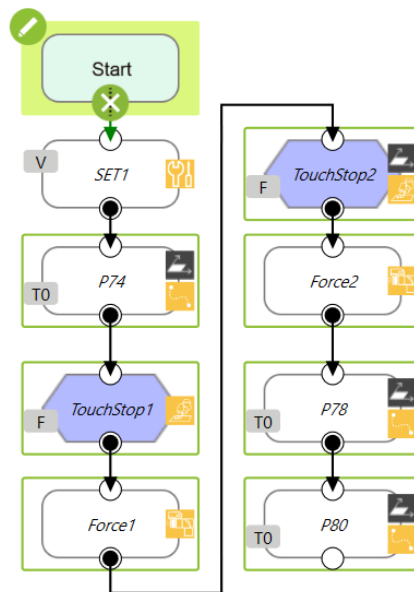 Start
V
SET1
T0
P74
F
TouchStop1
Force1
F
TouchStop2
Force2
T0
P78
T0
P80